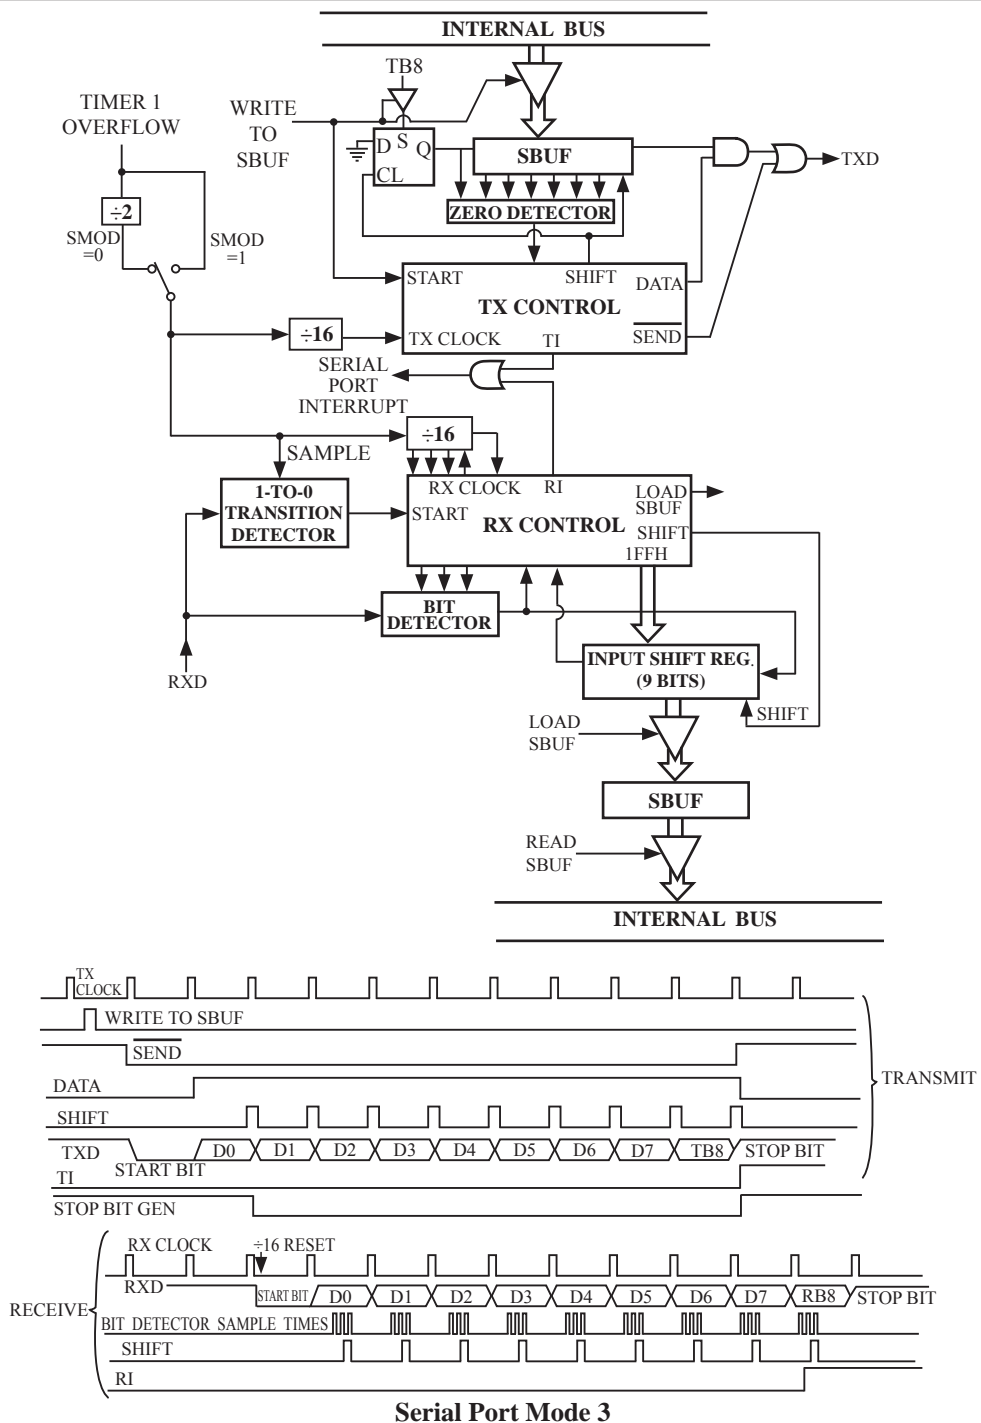 INTERNAL BUS
TB8
TIMER 1
OVERFLOW
WRITE
TO
SBUF
D S Q
CL
SBUF
TXD
÷2
ZERO DETECTOR
SMOD
=0
SMOD
=1
START
SHIFT
DATA
TX CONTROL
÷16
TX CLOCK
TI
SEND
SERIAL
PORT
INTERRUPT
÷16
SAMPLE
1-TO-0
TRANSITION
DETECTOR
RX CLOCK
RI
LOAD
SBUF
START
RX CONTROL
SHIFT
1FFH
BIT
DETECTOR
RXD
INPUT SHIFT REG.
(9 BITS)
SHIFT
LOAD
SBUF
SBUF
READ
SBUF
INTERNAL BUS
TX
CLOCK
WRITE TO SBUF
SEND
DATA
TRANSMIT
SHIFT
TXD
START BIT
D0 D1 D2 D3 D4 D5 D6 D7 TB8 STOP BIT
TI
STOP BIT GEN
RX CLOCK
÷16 RESET
RXD
START BIT D0 D1 D2 D3 D4 D5 D6 D7 RB8 STOP BIT
RECEIVE
BIT DETECTOR SAMPLE TIMES
SHIFT
RI
Serial Port Mode 3